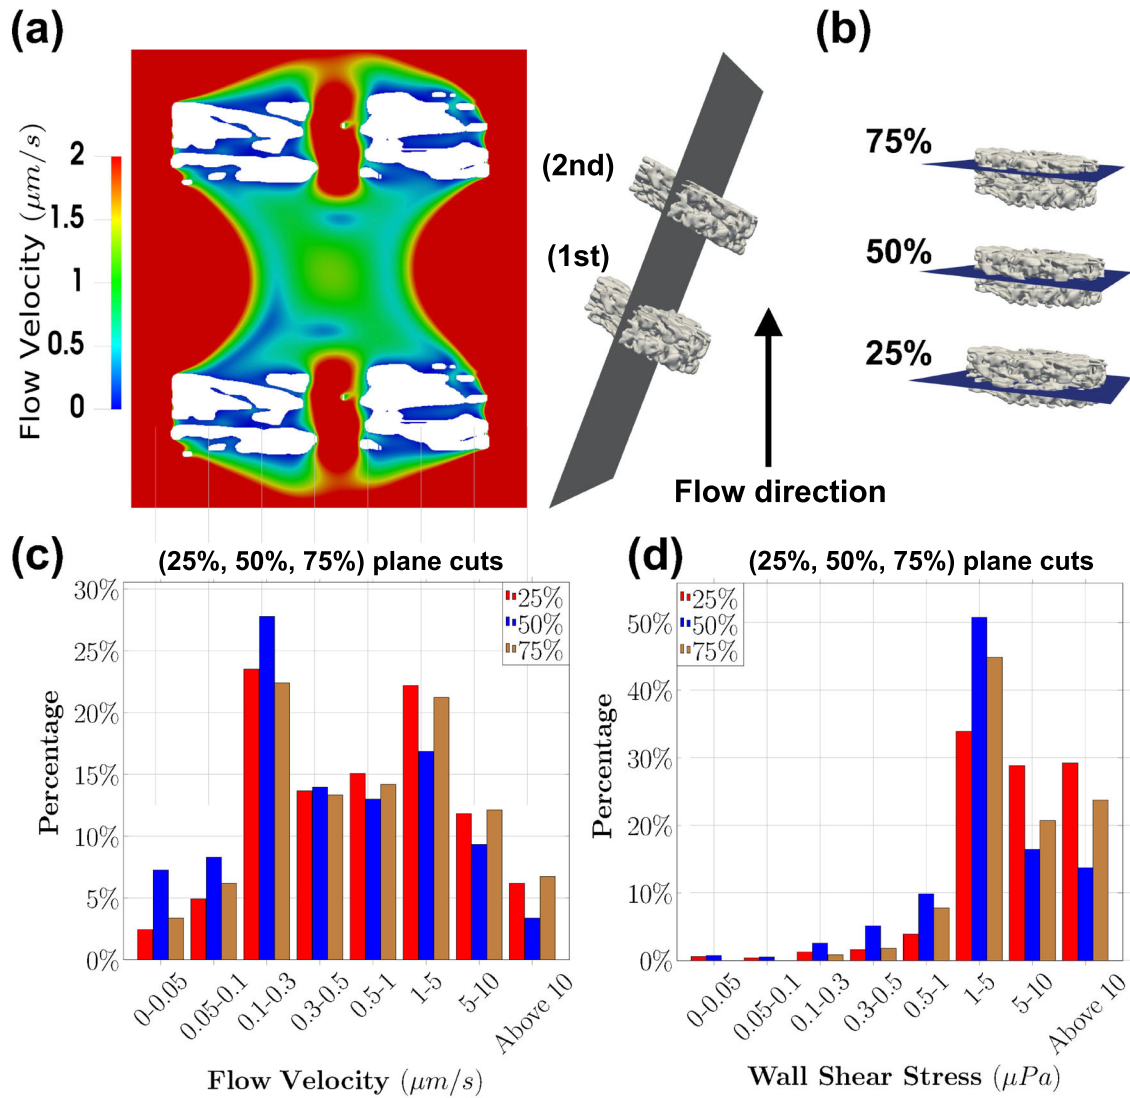 (a)
(b)
Flow Velocity (μm/s)
2
1.5
1
0.5
0
(2nd)
(1st)
Flow direction
75%
50%
25%
(c)
(25%, 50%, 75%) plane cuts
30%
25%
20%
15%
10%
5%
0%
Percentage
25%
50%
75%
0-0.05
0.05-0.1
0.1-0.3
0.3-0.5
0.5-1
1-5
5-10
Above 10
Flow Velocity (μm/s)
(d)
(25%, 50%, 75%) plane cuts
50%
40%
30%
20%
10%
0%
Percentage
25%
50%
75%
0-0.05
0.05-0.1
0.1-0.3
0.3-0.5
0.5-1
1-5
5-10
Above 10
Wall Shear Stress (μPa)